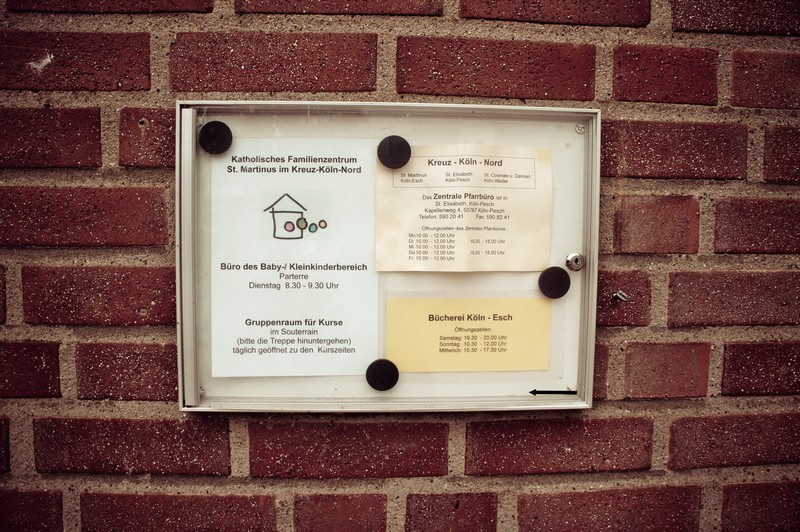 Katholisches Familienzentrum
St. Martinus im Kreuz-Köln-Nord
Büro des Baby-/ Kleinkinderbereich
Parterre
Dienstag 8.30 - 9.30 Uhr
Gruppenraum für Kurse
im Souterrain
(bitte die Treppe hinuntergehen)
täglich geöffnet zu den Kurszeiten
Kreuz - Köln - Nord
St. Martinus St. Elisabeth St. Cosmas u. Damian
Köln-Esch Köln-Pesch Köln-Weiler
Das Zentrale Pfarrbüro ist in
St. Elisabeth, Köln-Pesch
Kapellenweg 4, 50767 Köln-Pesch
Telefon: 590 20 41 Fax: 590 82 41
Öffnungszeiten des Zentralen Pfarrbüros
Mo 10.00 - 12.00 Uhr
Di 10.00 - 12.00 Uhr 16.00 - 18.00 Uhr
Mi 10.00 - 12.00 Uhr
Do 10.00 - 12.00 Uhr 16.00 - 18.00 Uhr
Fr 10.00 - 12.00 Uhr
Bücherei Köln - Esch
Öffnungszeiten:
Samstag: 18.30 - 20.00 Uhr
Sonntag: 10.30 - 12.00 Uhr
Mittwoch: 15.30 - 17.30 Uhr